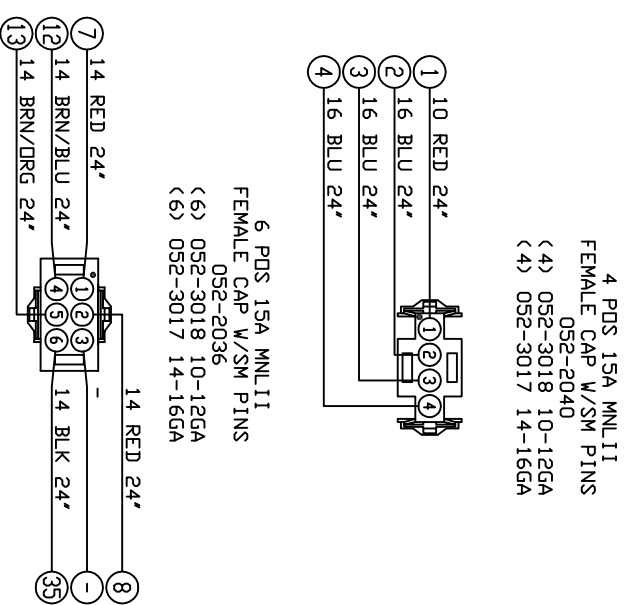 4 POS 15A MNLII
FEMALE CAP W/SM PINS
052-2040
(4) 052-3018 10-12GA
(4) 052-3017 14-16GA
1 10 RED 24"
2 16 BLU 24"
3 16 BLU 24"
4 16 BLU 24"
1 2 3 4
6 POS 15A MNLII
FEMALE CAP W/SM PINS
052-2036
(6) 052-3018 10-12GA
(6) 052-3017 14-16GA
14 RED 24" 8
7 14 RED 24"
- -
12 14 BRN/BLU 24"
14 BLK 24" 35
13 14 BRN/ORG 24"
1 2 3
4 5 6